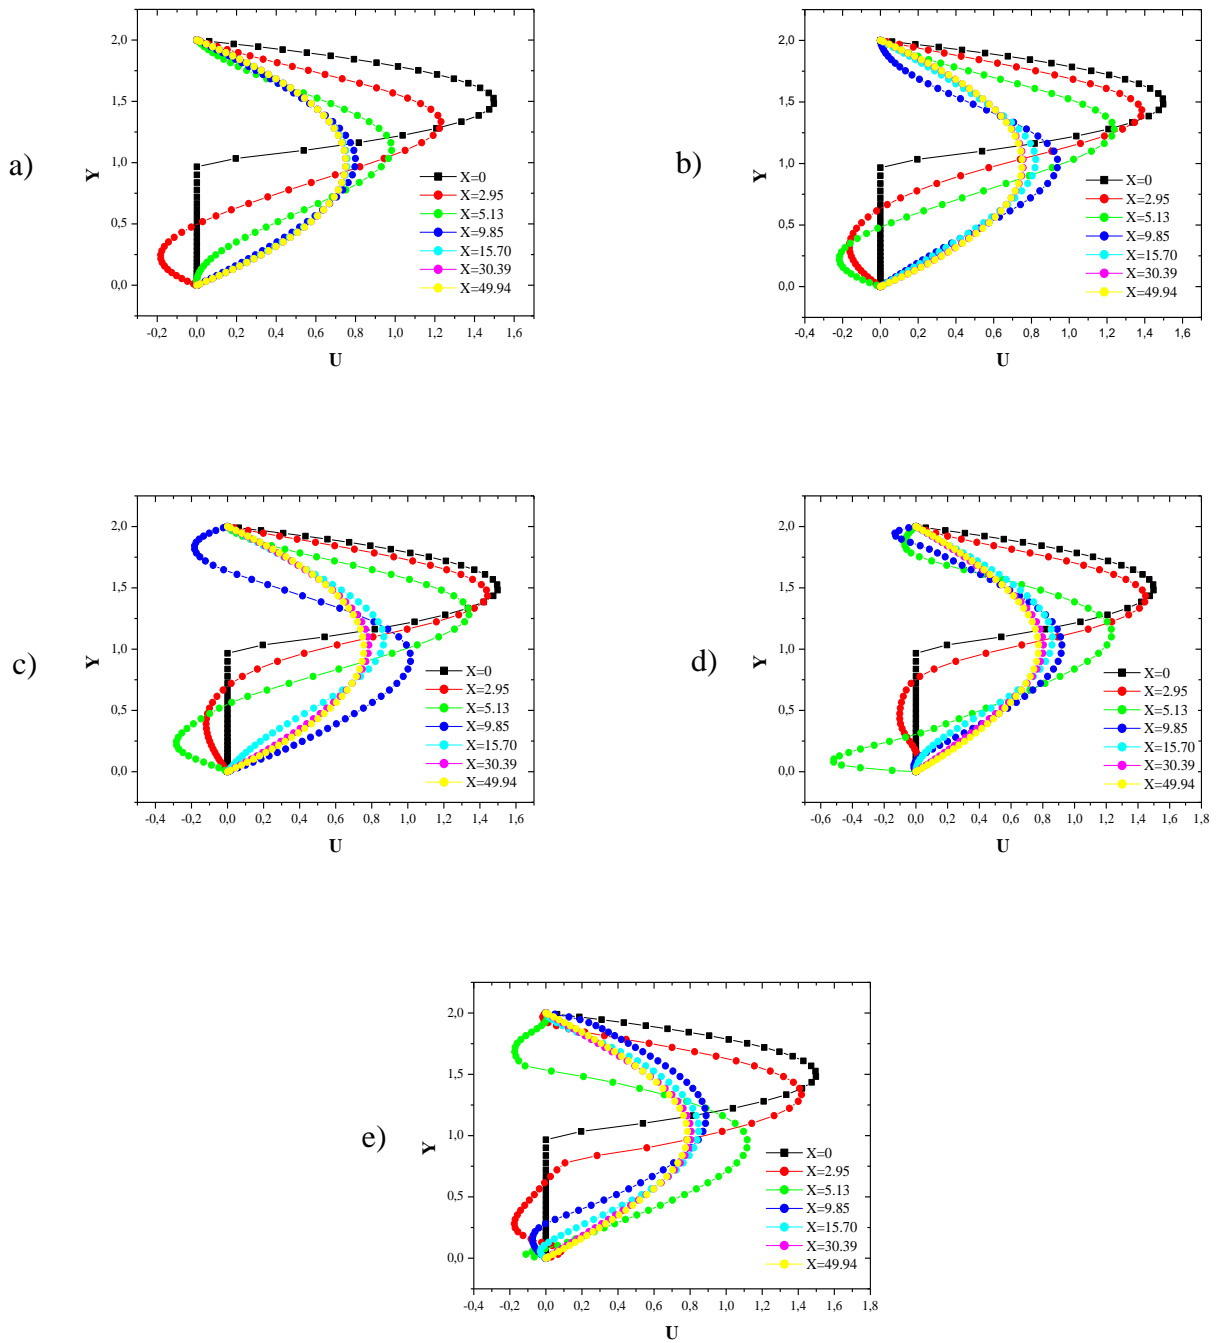 a)
2,0
1,5
1,0
0,5
0,0
Y
-0,2 0,0 0,2 0,4 0,6 0,8 1,0 1,2 1,4 1,6
U
X=0
X=2.95
X=5.13
X=9.85
X=15.70
X=30.39
X=49.94
b)
2,0
1,5
1,0
0,5
0,0
Y
-0,4 -0,2 0,0 0,2 0,4 0,6 0,8 1,0 1,2 1,4 1,6
U
X=0
X=2.95
X=5.13
X=9.85
X=15.70
X=30.39
X=49.94
c)
2,0
1,5
1,0
0,5
0,0
Y
-0,4 -0,2 0,0 0,2 0,4 0,6 0,8 1,0 1,2 1,4 1,6
U
X=0
X=2.95
X=5.13
X=9.85
X=15.70
X=30.39
X=49.94
d)
2,0
1,5
1,0
0,5
0,0
Y
-0,6 -0,4 -0,2 0,0 0,2 0,4 0,6 0,8 1,0 1,2 1,4 1,6 1,8
U
X=0
X=2.95
X=5.13
X=9.85
X=15.70
X=30.39
X=49.94
e)
2,0
1,5
1,0
0,5
0,0
Y
-0,4 -0,2 0,0 0,2 0,4 0,6 0,8 1,0 1,2 1,4 1,6 1,8
U
X=0
X=2.95
X=5.13
X=9.85
X=15.70
X=30.39
X=49.94